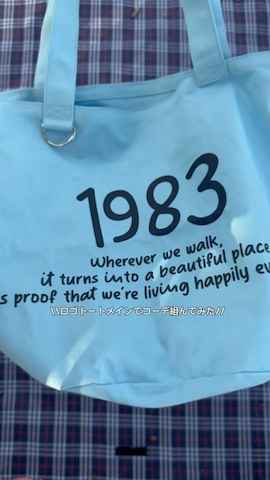 1983
Wherever we walk,
it turns into a beautiful place
s proof that we're living happily ev
\\ロゴトートメインでコーデ組んでみた//